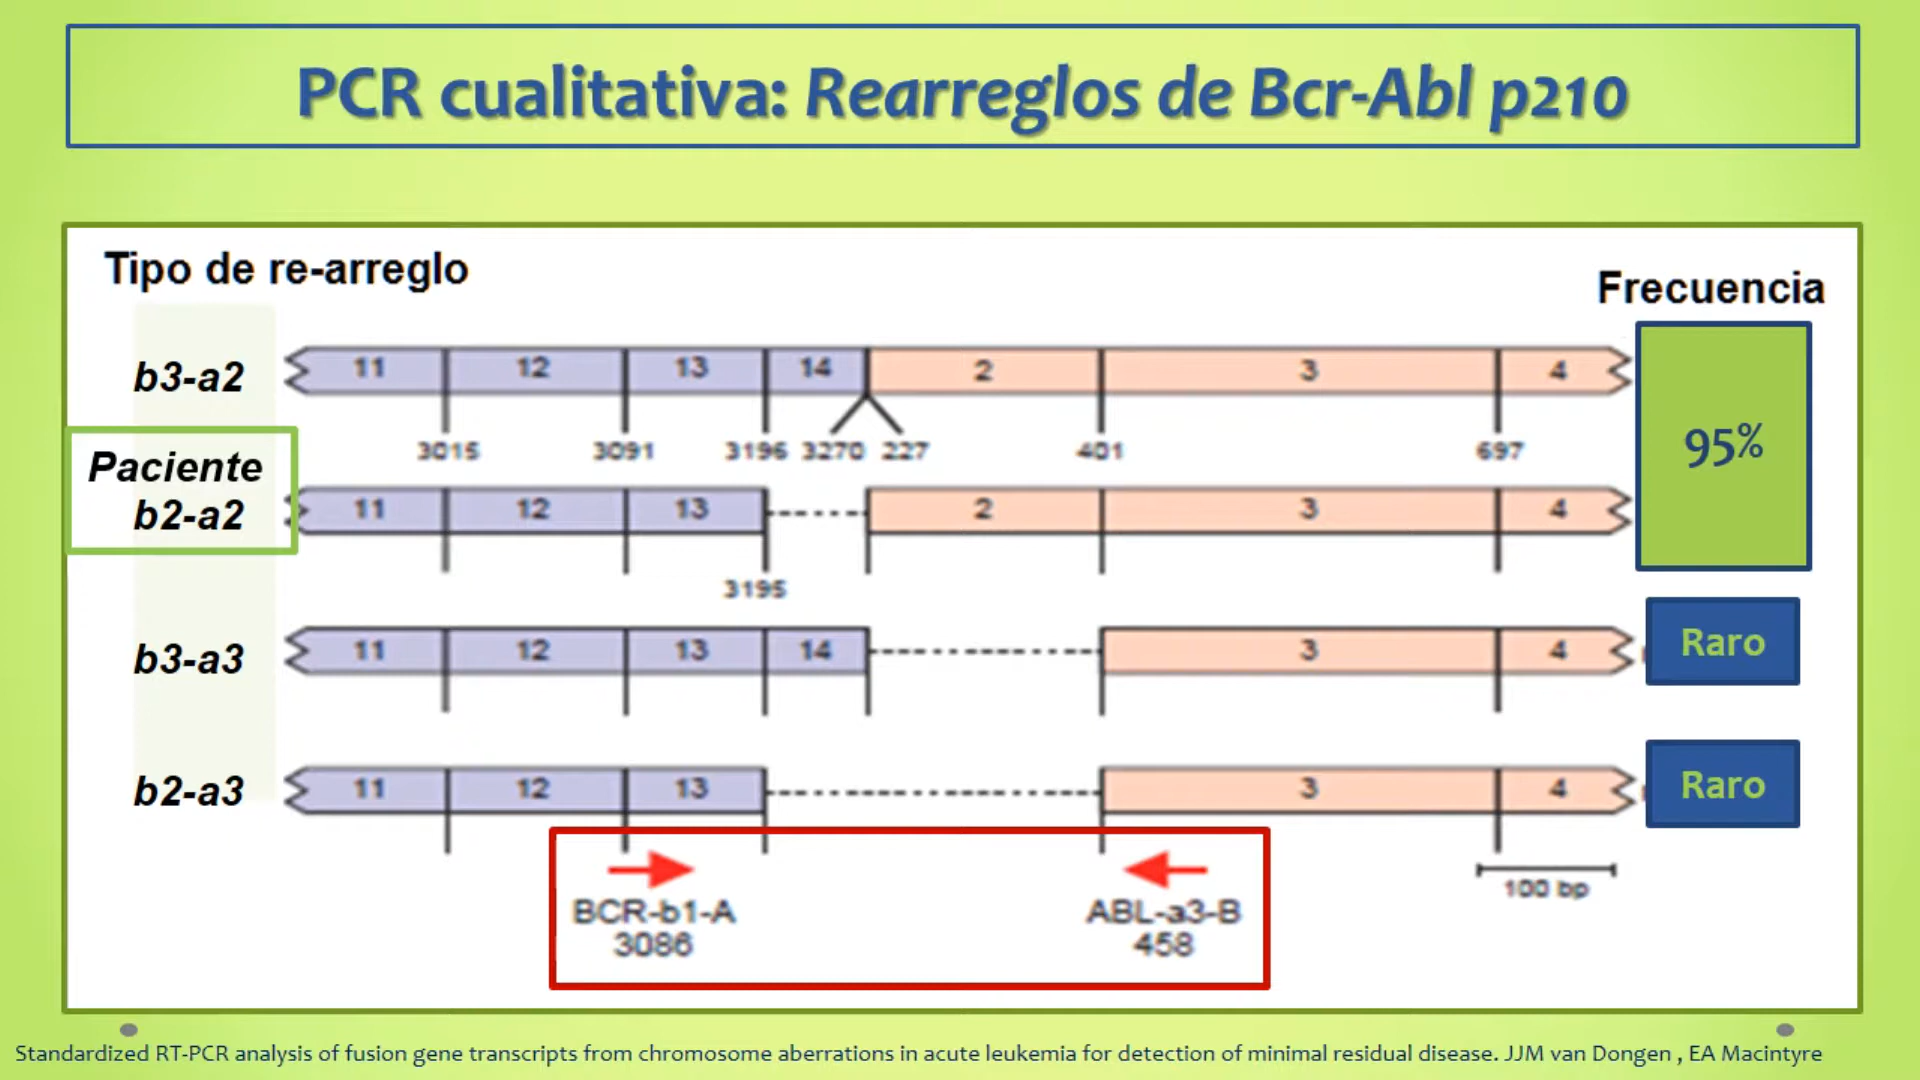 PCR cualitativa: Rearreglos de Bcr-Abl p210
Tipo de re-arreglo
Frecuencia
b3-a2 11 12 13 14 2 3 4
95%
3015 3091 3196 3270 227 401 697
Paciente
b2-a2 11 12 13 2 3 4
3195
b3-a3 11 12 13 14 3 4 Raro
b2-a3 11 12 13 3 4 Raro
100 bp
BCR-b1-A ABL-a3-B
3086 458
Standardized RT-PCR analysis of fusion gene transcripts from chromosome aberrations in acute leukemia for detection of minimal residual disease. JJM van Dongen , EA Macintyre